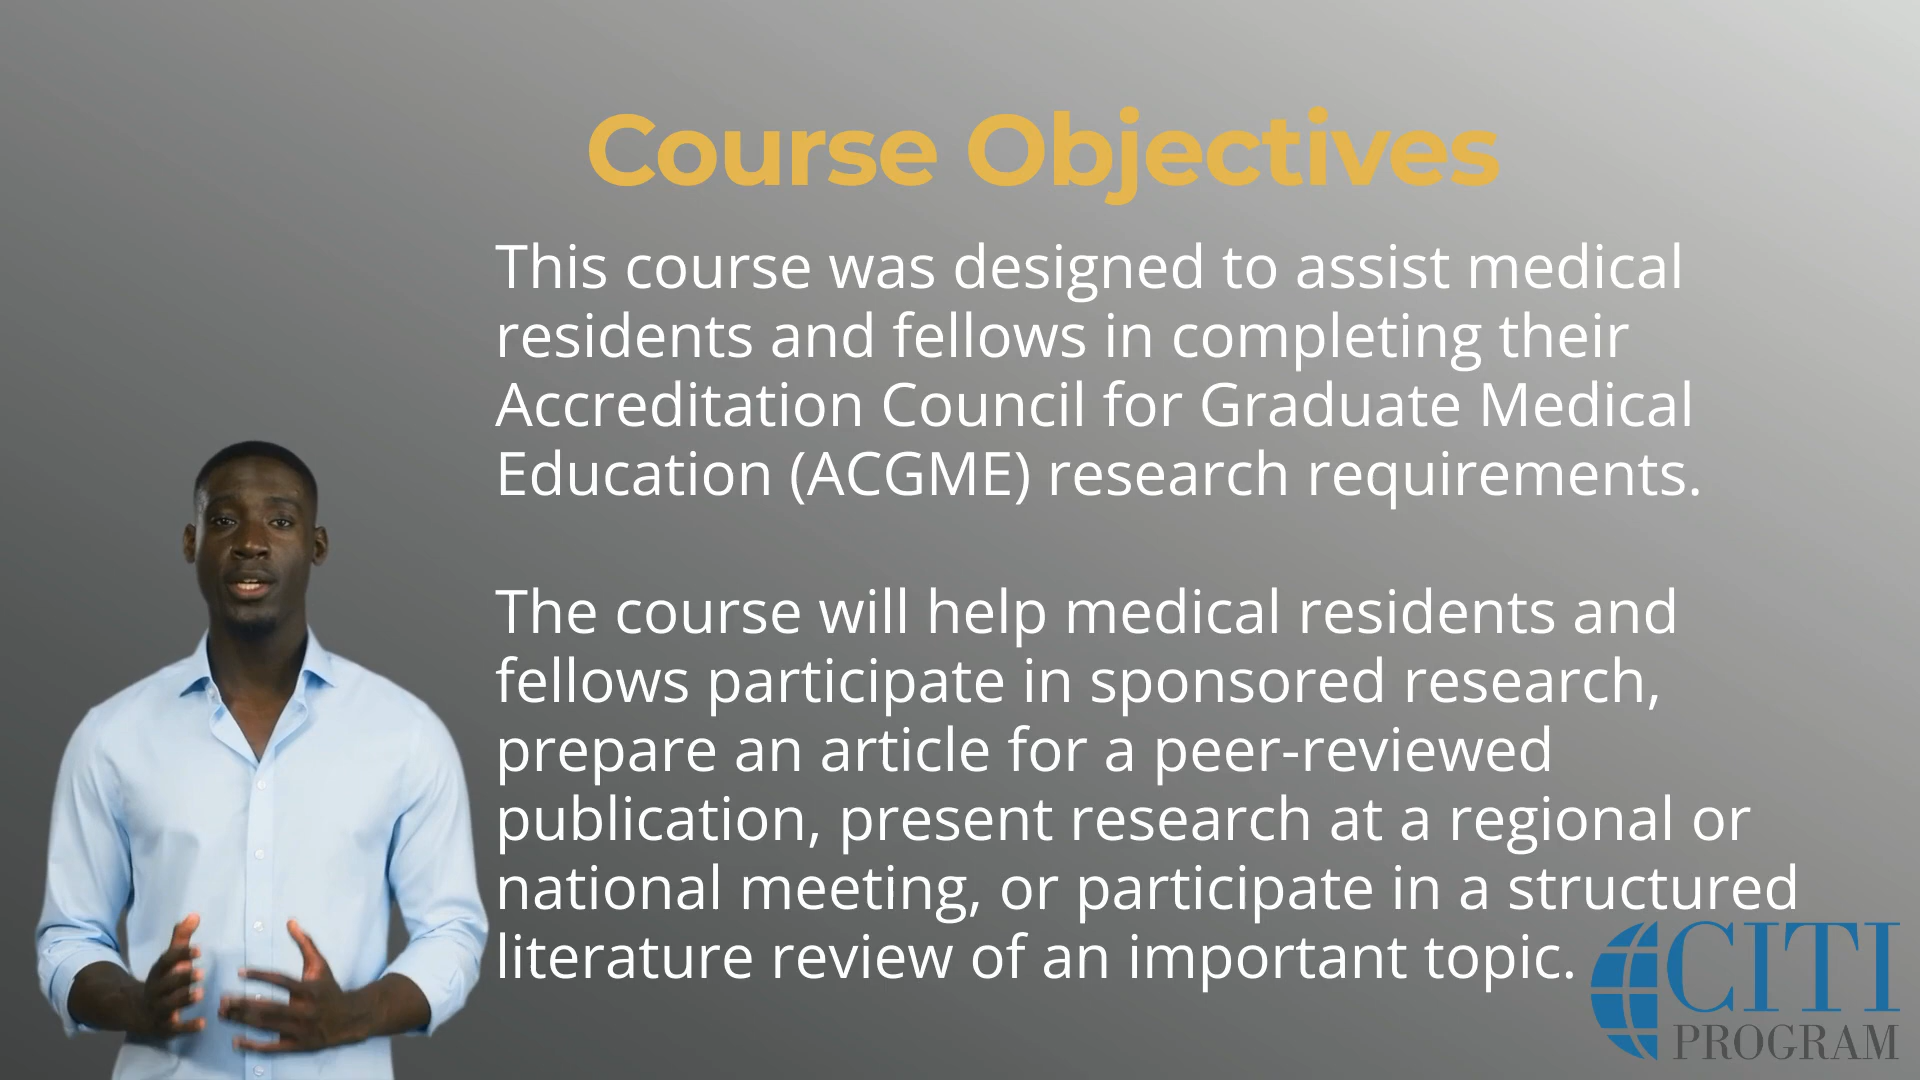 Course Objectives
This course was designed to assist medical
residents and fellows in completing their
Accreditation Council for Graduate Medical
Education (ACGME) research requirements.
The course will help medical residents and
fellows participate in sponsored research,
prepare an article for a peer-reviewed
publication, present research at a regional or
national meeting, or participate in a structured
literature review of an important topic.
CITI
PROGRAM